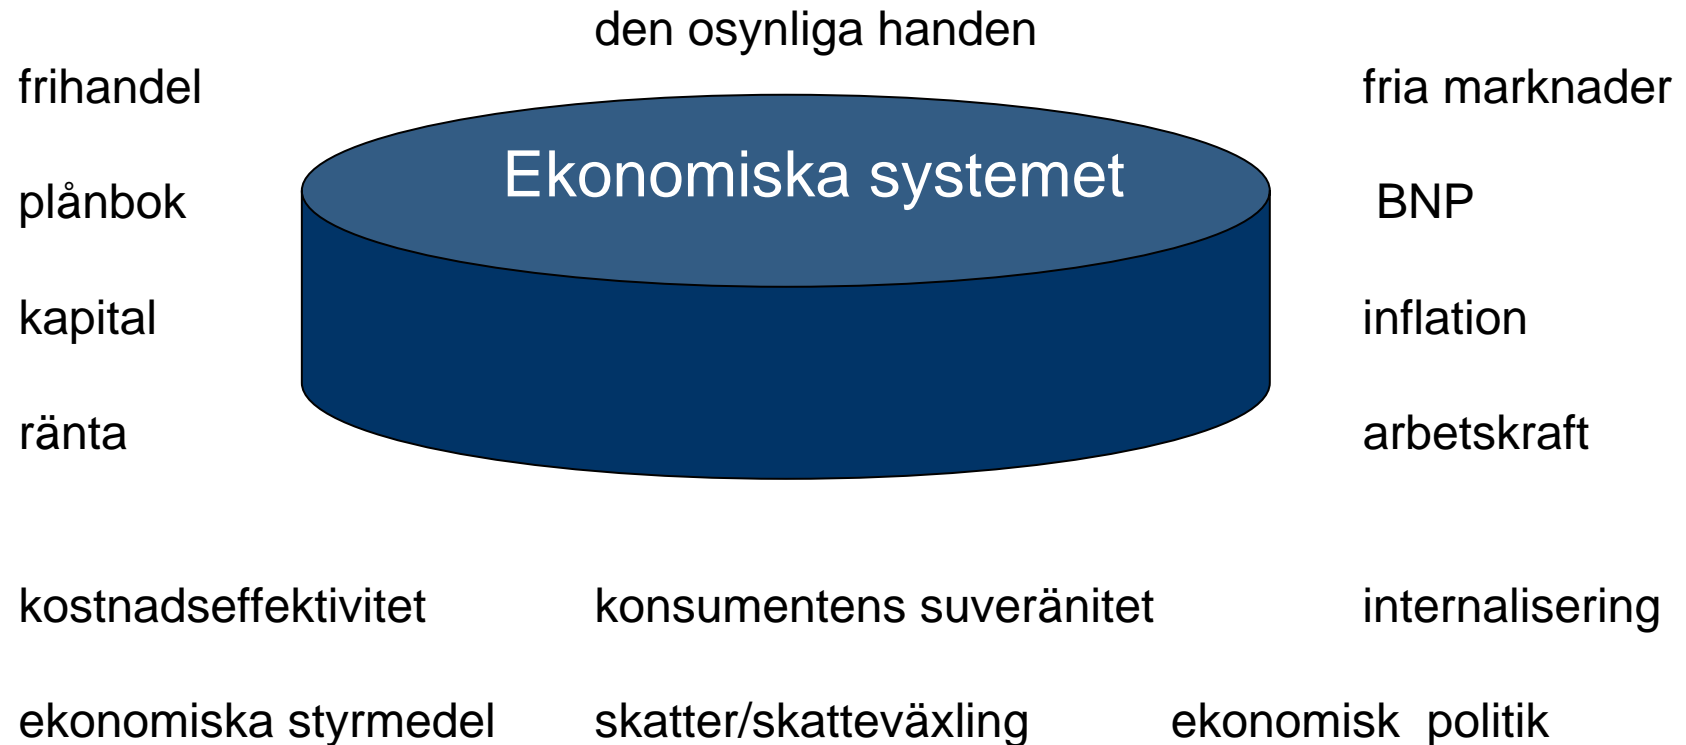 den osynliga handen
frihandel fria marknader
Ekonomiska systemet
plånbok BNP
kapital inflation
ränta arbetskraft
kostnadseffektivitet konsumentens suveränitet internalisering
ekonomiska styrmedel skatter/skatteväxling ekonomisk politik